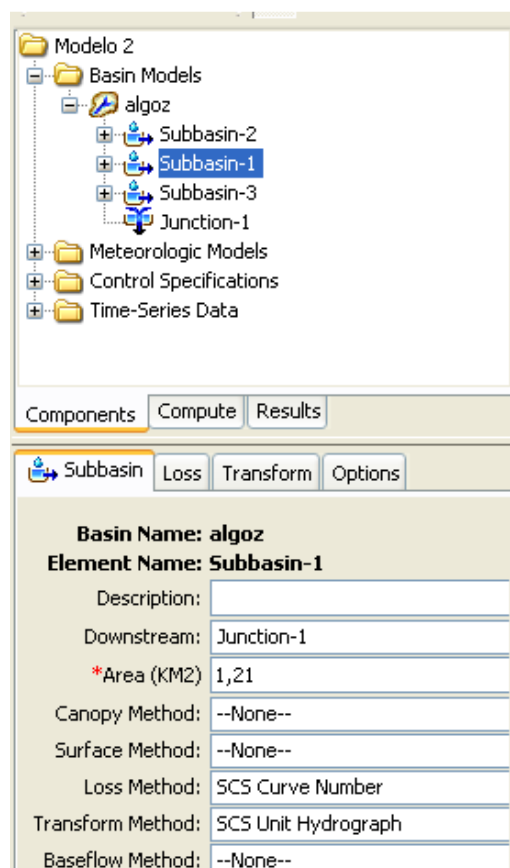 Modelo 2
Basin Models
algoz
Subbasin-2
Subbasin-1
Subbasin-3
Junction-1
Meteorologic Models
Control Specifications
Time-Series Data
Components Compute Results
Subbasin Loss Transform Options
Basin Name: algoz
Element Name: Subbasin-1
Description:
Downstream: Junction-1
*Area (KM2) 1,21
Canopy Method: --None--
Surface Method: --None--
Loss Method: SCS Curve Number
Transform Method: SCS Unit Hydrograph
Baseflow Method: --None--